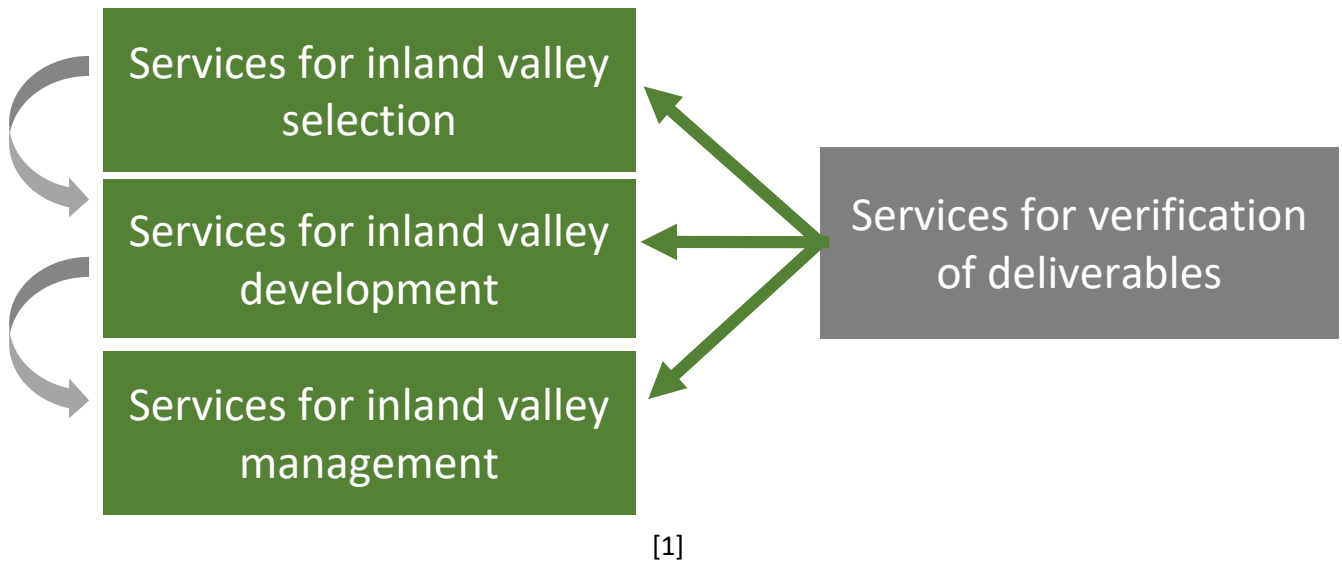 Services for inland valley
selection
Services for inland valley
development
Services for inland valley
management
Services for verification
of deliverables
[1]